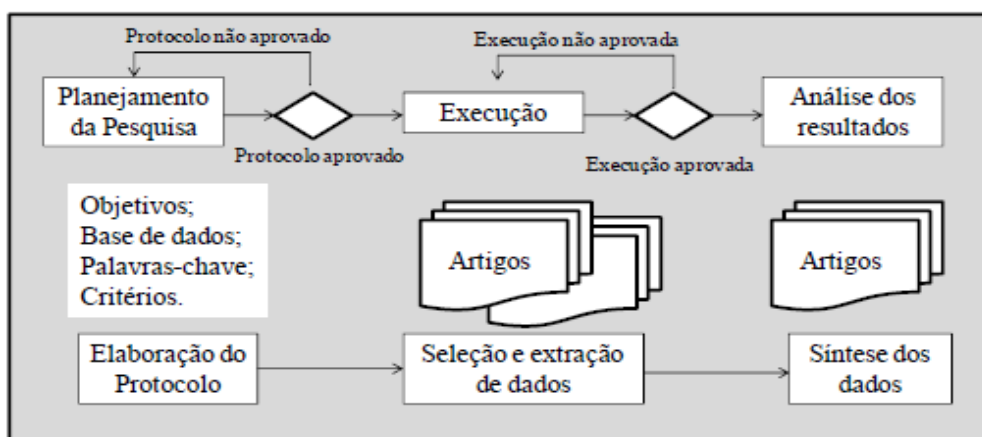 Protocolo não aprovado
Execução não aprovada
Planejamento
da Pesquisa
Execução
Análise dos
resultados
Protocolo aprovado
Execução aprovada
Objetivos;
Base de dados;
Palavras-chave;
Critérios.
Artigos
Artigos
Elaboração do
Protocolo
Seleção e extração
de dados
Síntese dos
dados